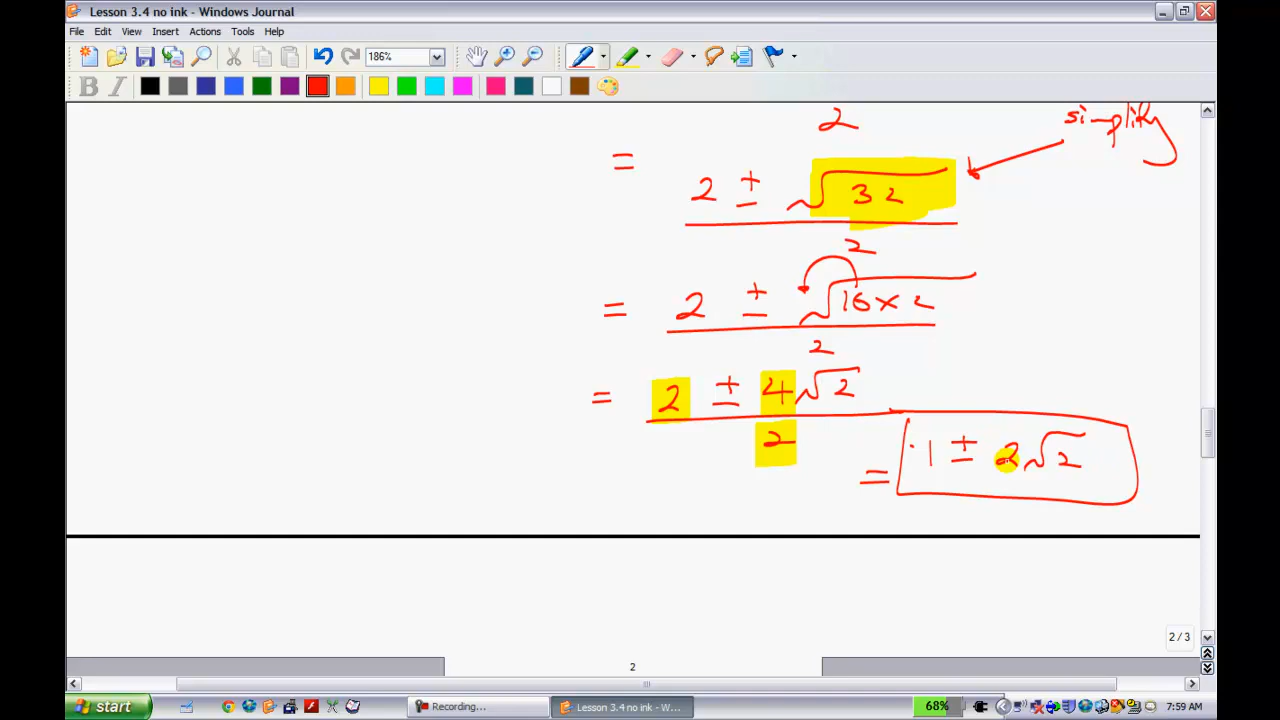 Lesson 3.4 no ink - Windows Journal
File Edit View Insert Actions Tools Help
186%
B I
simplify
2
=
2 ± √32
2
= 2 ± √16×2
2
= 2 ± 4√2
2
= 1 ± 2√2
2/3
2
start
Recording...
Lesson 3.4 no ink - W...
68%
7:59 AM